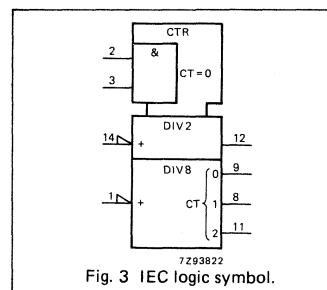 CTR
&
2
3
CT=0
DIV2
14 + 12
DIV8
0 9
1 + CT 1 8
2 11
7Z93822
Fig. 3 IEC logic symbol.